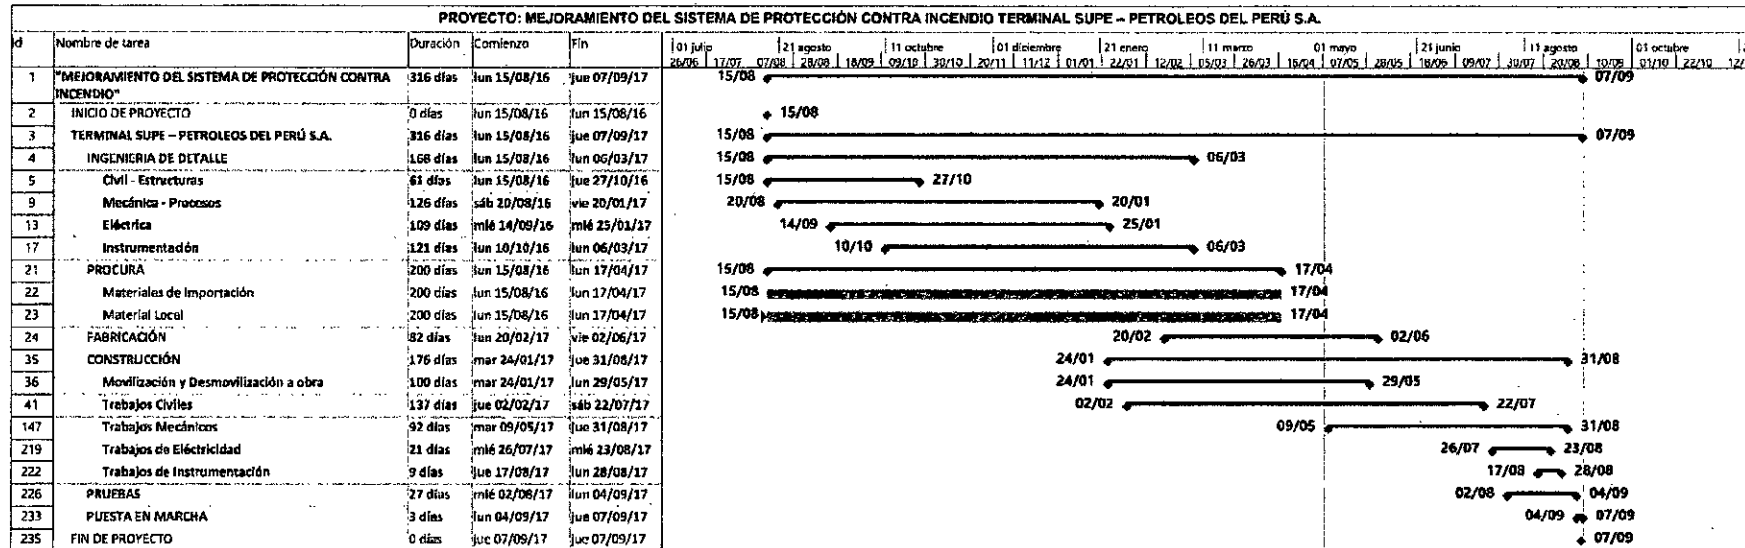 PROYECTO: MEJORAMIENTO DEL SISTEMA DE PROTECCIÓN CONTRA INCENDIO TERMINAL SUPE – PETROLEOS DEL PERÚ S.A.
Id Nombre de tarea Duración Comienzo Fin 01 julio 21 agosto 11 octubre 01 diciembre 21 enero 11 marzo 01 mayo 21 junio 11 agosto 01 octubre
26/06 17/07 07/08 28/08 18/09 09/10 30/10 20/11 11/12 01/01 22/01 12/02 05/03 26/03 16/04 07/05 28/05 18/06 09/07 30/07 20/08 10/09 01/10 22/10 12/
1 "MEJORAMIENTO DEL SISTEMA DE PROTECCIÓN CONTRA INCENDIO" 316 días lun 15/08/16 jue 07/09/17 15/08 07/09
2 INICIO DE PROYECTO 0 días lun 15/08/16 lun 15/08/16 15/08
3 TERMINAL SUPE – PETROLEOS DEL PERÚ S.A. 316 días lun 15/08/16 jue 07/09/17 15/08 07/09
4 INGENIERIA DE DETALLE 168 días lun 15/08/16 lun 06/03/17 15/08 06/03
5 Civil - Estructuras 61 días lun 15/08/16 jue 27/10/16 15/08 27/10
9 Mecánica - Procesos 126 días sáb 20/08/16 vie 20/01/17 20/08 20/01
13 Eléctrica 109 días mié 14/09/16 mié 25/01/17 14/09 25/01
17 Instrumentación 121 días lun 10/10/16 lun 06/03/17 10/10 06/03
21 PROCURA 200 días lun 15/08/16 lun 17/04/17 15/08 17/04
22 Materiales de Importación 200 días lun 15/08/16 lun 17/04/17 15/08 17/04
23 Material Local 200 días lun 15/08/16 lun 17/04/17 15/08 17/04
24 FABRICACIÓN 82 días lun 20/02/17 vie 02/06/17 20/02 02/06
35 CONSTRUCCIÓN 176 días mar 24/01/17 jue 31/08/17 24/01 31/08
36 Movilización y Desmovilización a obra 100 días mar 24/01/17 lun 29/05/17 24/01 29/05
41 Trabajos Civiles 137 días jue 02/02/17 sáb 22/07/17 02/02 22/07
147 Trabajos Mecánicos 92 días mar 09/05/17 jue 31/08/17 09/05 31/08
219 Trabajos de Eléctricidad 21 días mié 26/07/17 mié 23/08/17 26/07 23/08
222 Trabajos de Instrumentación 9 días jue 17/08/17 lun 28/08/17 17/08 28/08
226 PRUEBAS 27 días mié 02/08/17 lun 04/09/17 02/08 04/09
233 PUESTA EN MARCHA 3 días lun 04/09/17 jue 07/09/17 04/09 07/09
235 FIN DE PROYECTO 0 días jue 07/09/17 jue 07/09/17 07/09